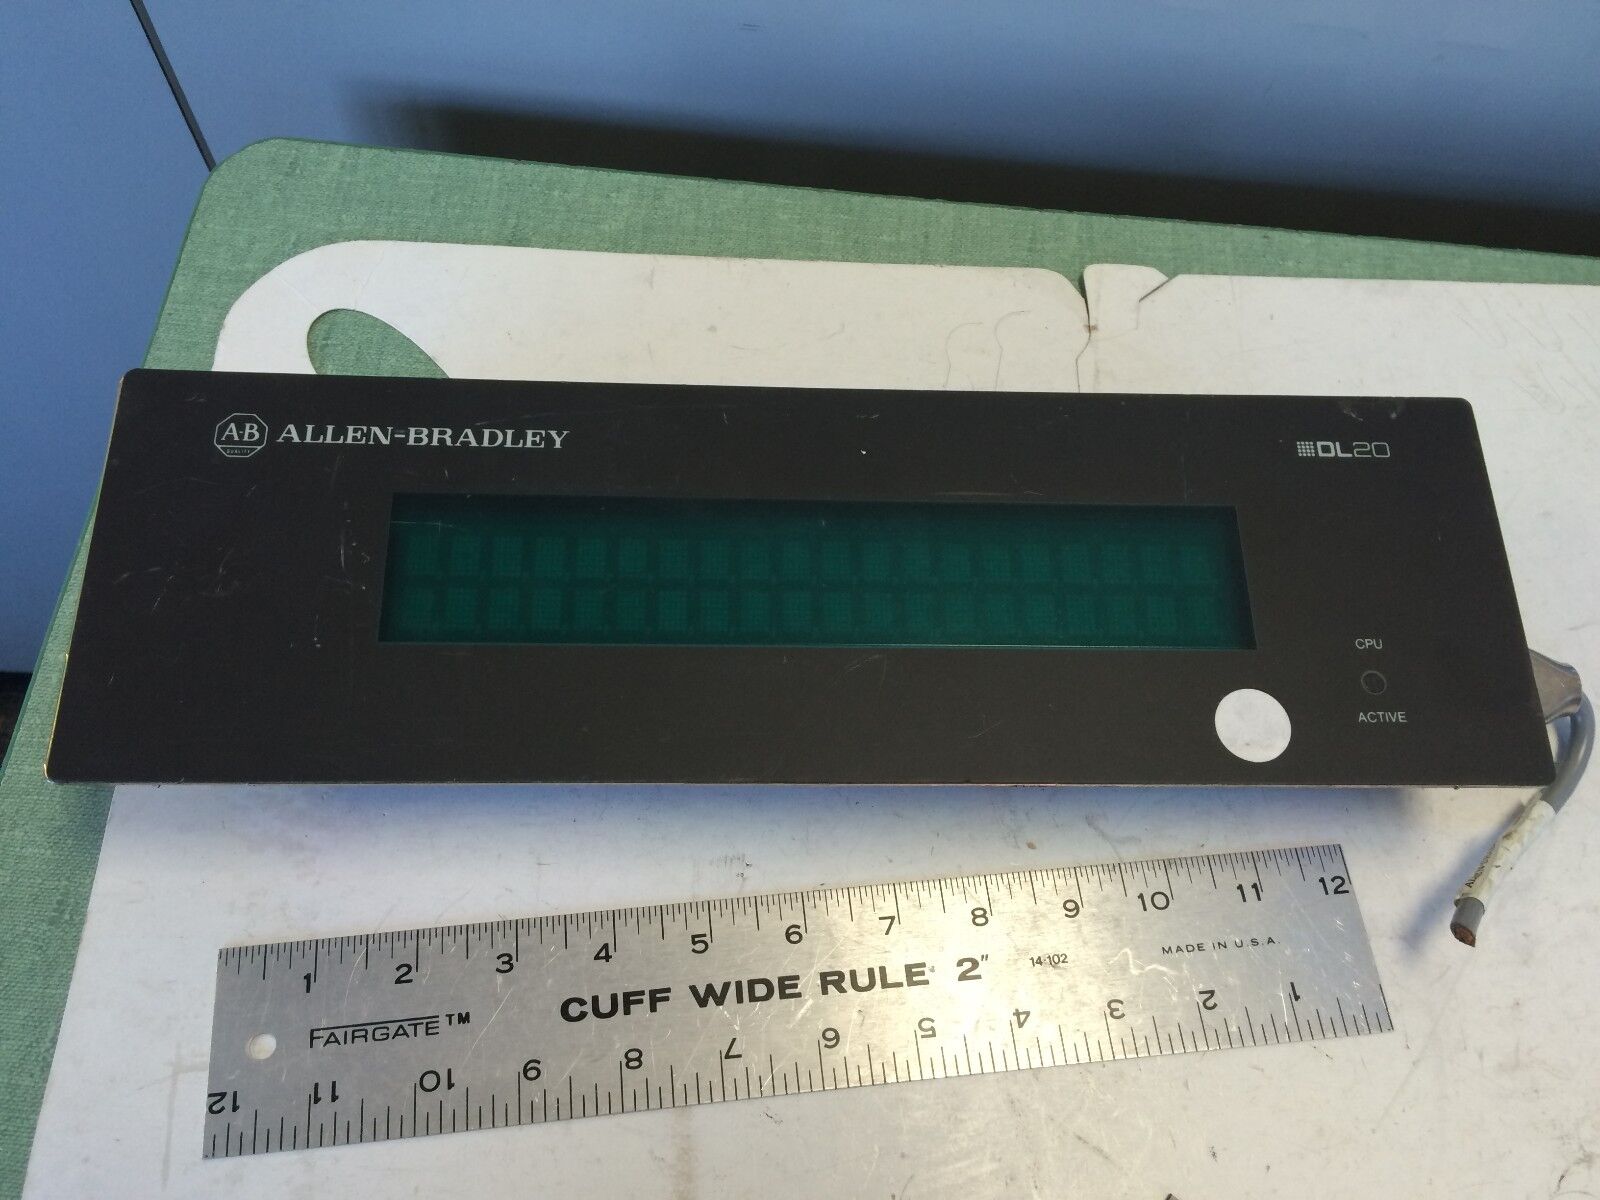 A-B
QUALITY
ALLEN-BRADLEY
DL20
CPU
ACTIVE
1 2 3 4 5 6 7 8 9 10 11 12
FAIRGATE™
CUFF WIDE RULE 2"
14-102
MADE IN U.S.A.
12 11 10 9 8 7 6 5 4 3 2 1